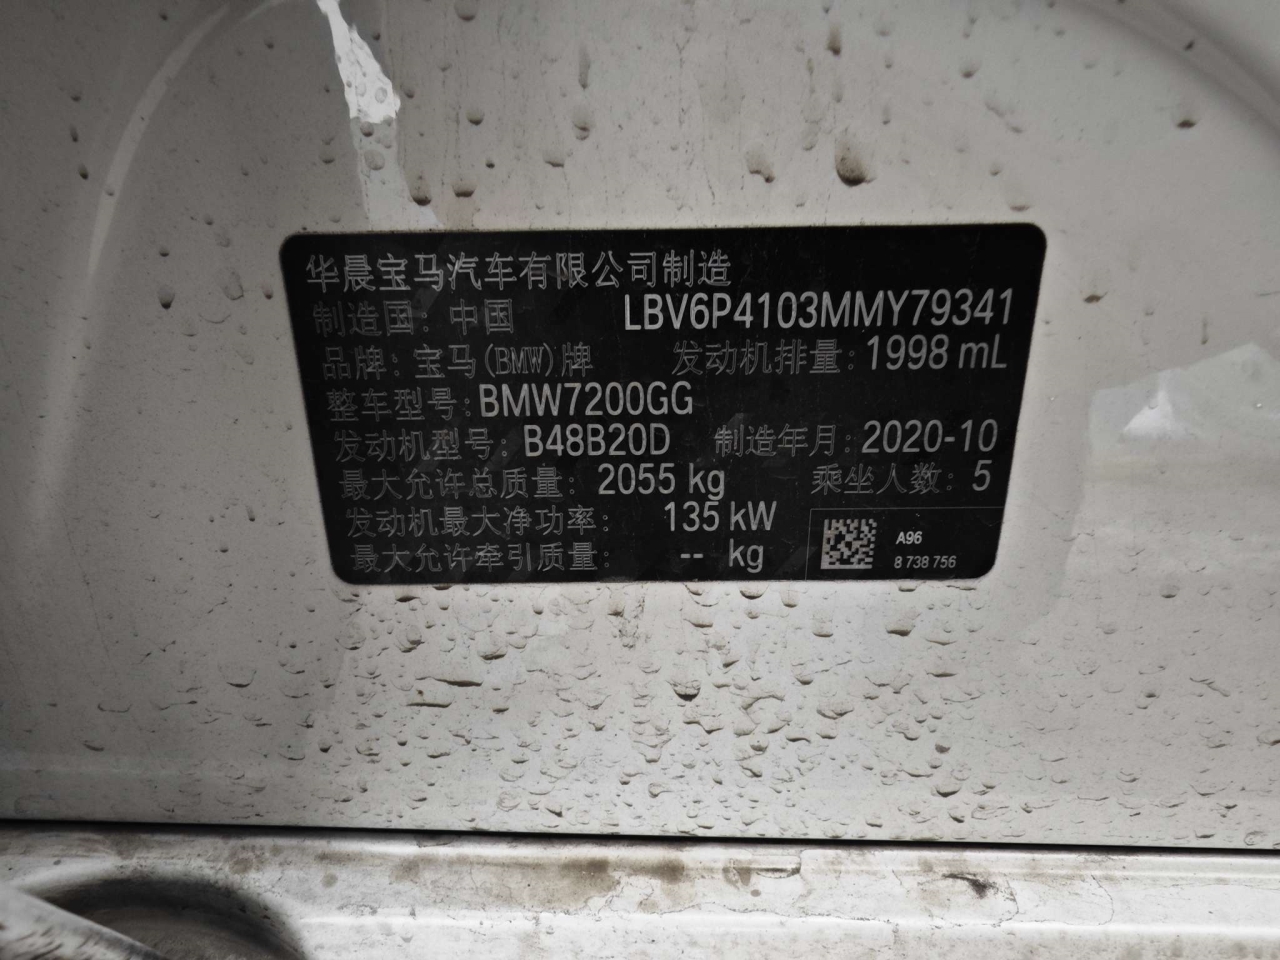 华晨宝马汽车有限公司制造
制造国: 中国 LBV6P4103MMY79341
品牌: 宝马(BMW)牌 发动机排量: 1998 mL
整车型号: BMW7200GG
发动机型号: B48B20D 制造年月: 2020-10
最大允许总质量: 2055 kg 乘坐人数: 5
发动机最大净功率: 135 kW
最大允许牵引质量: -- kg
A96
8 738 756